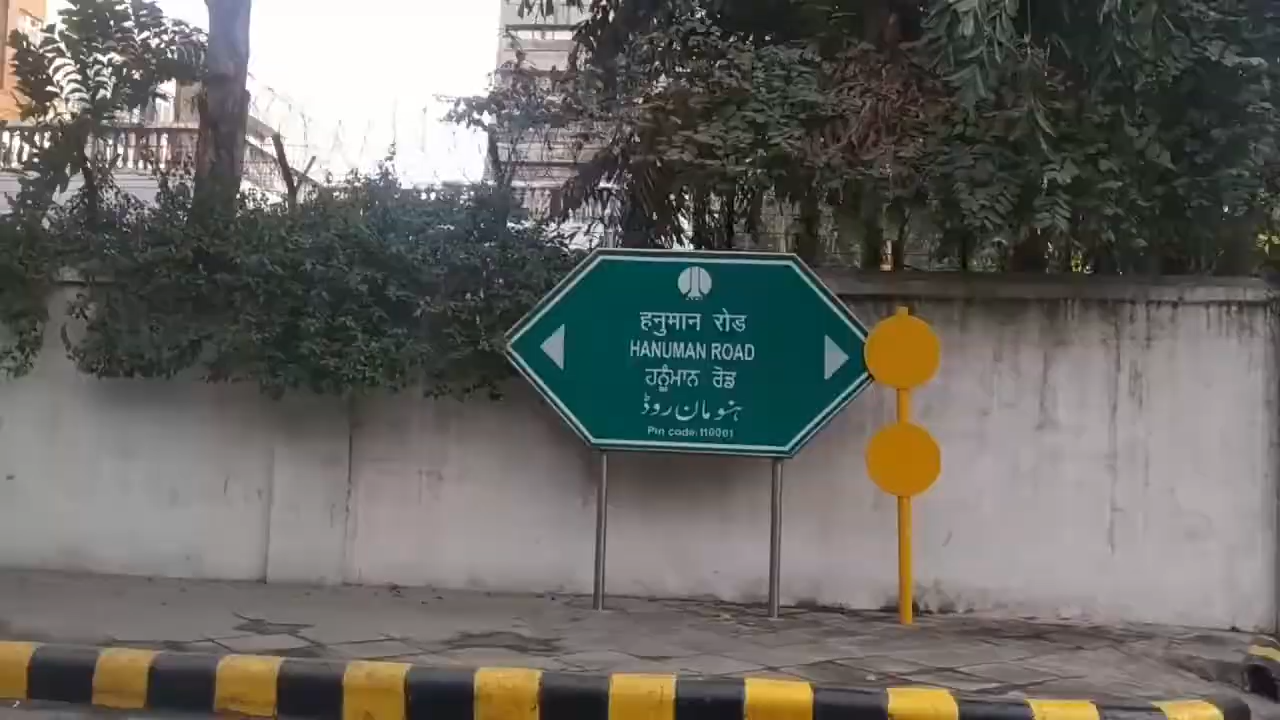 हनुमान रोड
HANUMAN ROAD
ਹਨੂੰਮਾਨ ਰੋਡ
ہنومان روڈ
Pin code: 110001